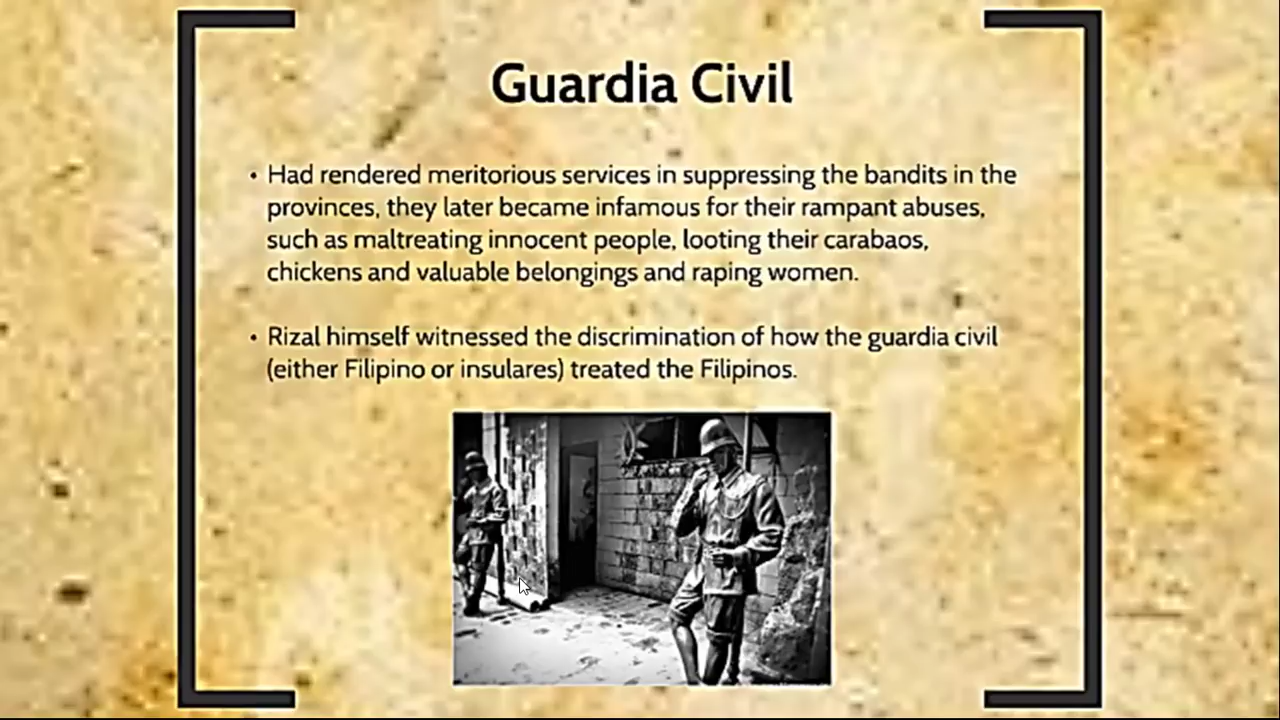 Guardia Civil
• Had rendered meritorious services in suppressing the bandits in the
provinces, they later became infamous for their rampant abuses,
such as maltreating innocent people, looting their carabaos,
chickens and valuable belongings and raping women.
• Rizal himself witnessed the discrimination of how the guardia civil
(either Filipino or insulares) treated the Filipinos.